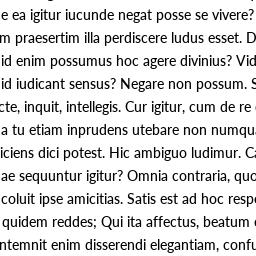 e ea igitur iucunde negat posse se vivere?
m praesertim illa perdiscere ludus esset. D
id enim possumus hoc agere divinius? Vid
id iudicant sensus? Negare non possum. S
cte, inquit, intellegis. Cur igitur, cum de re
a tu etiam inprudens utebare non numqu
iciens dici potest. Hic ambiguo ludimur. Ca
ae sequuntur igitur? Omnia contraria, quo
coluit ipse amicitias. Satis est ad hoc resp
quidem reddes; Qui ita affectus, beatum
ntemnit enim disserendi elegantiam, confu